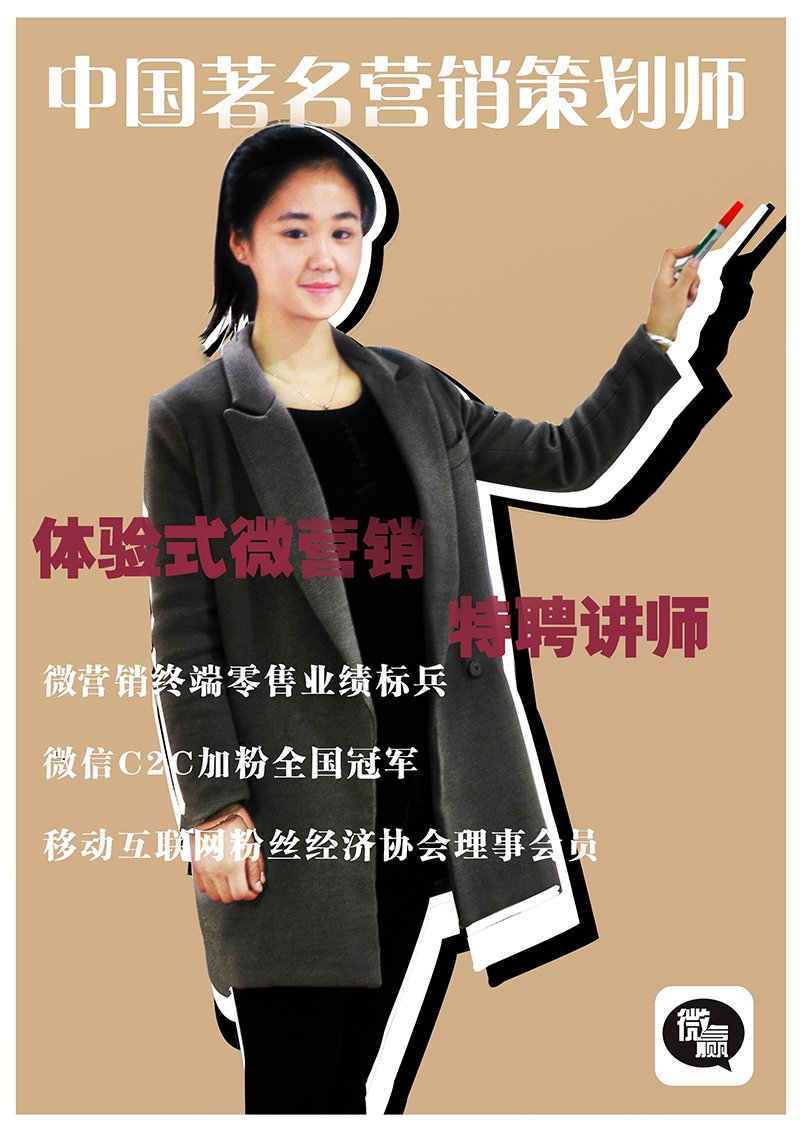 中国著名营销策划师
体验式微营销
特聘讲师
微营销终端零售业绩标兵
微信C2C加粉全国冠军
移动互联网粉丝经济协会理事会员
微赢